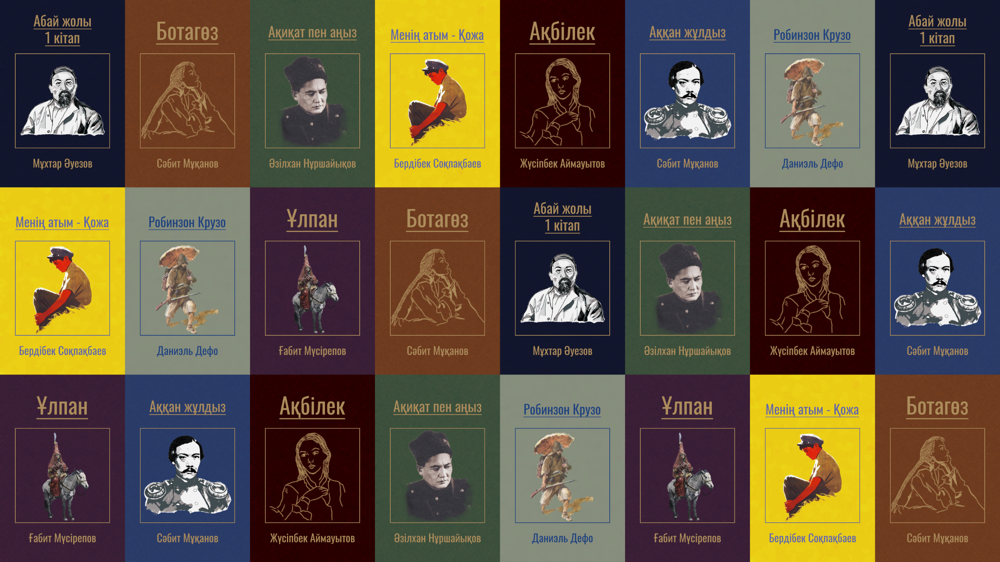 Абай жолы
1 кітап
Мұхтар Әуезов
Ботагөз
Сәбит Мұқанов
Ақиқат пен аңыз
Әзілхан Нұршайықов
Менің атым - Қожа
Бердібек Соқпақбаев
Ақбілек
Жүсіпбек Аймауытов
Аққан жұлдыз
Сәбит Мұқанов
Робинзон Крузо
Даниэль Дефо
Абай жолы
1 кітап
Мұхтар Әуезов
Менің атым - Қожа
Бердібек Соқпақбаев
Робинзон Крузо
Даниэль Дефо
Ұлпан
Ғабит Мүсірепов
Ботагөз
Сәбит Мұқанов
Абай жолы
1 кітап
Мұхтар Әуезов
Ақиқат пен аңыз
Әзілхан Нұршайықов
Ақбілек
Жүсіпбек Аймауытов
Аққан жұлдыз
Сәбит Мұқанов
Ұлпан
Ғабит Мүсірепов
Аққан жұлдыз
Сәбит Мұқанов
Ақбілек
Жүсіпбек Аймауытов
Ақиқат пен аңыз
Әзілхан Нұршайықов
Робинзон Крузо
Даниэль Дефо
Ұлпан
Ғабит Мүсірепов
Менің атым - Қожа
Бердібек Соқпақбаев
Ботагөз
Сәбит Мұқанов